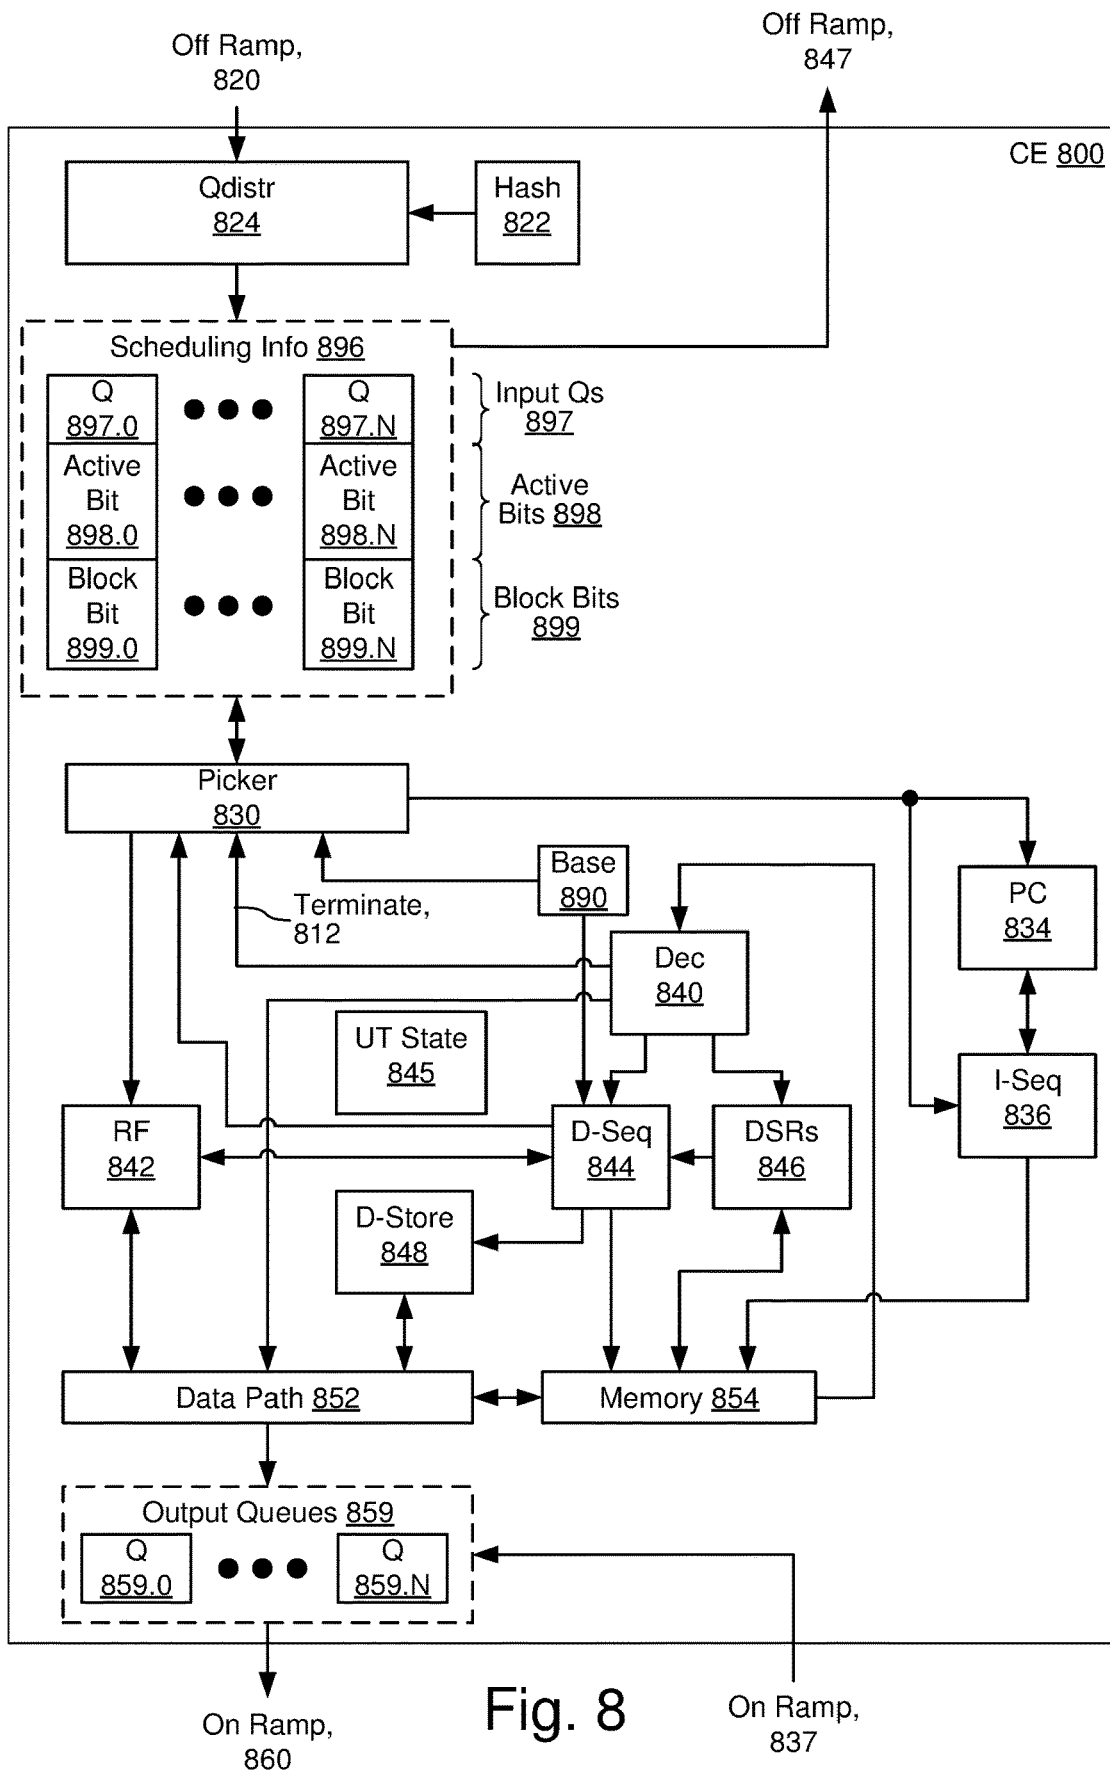 Off Ramp,
820
Off Ramp,
847
CE 800
Qdistr
824
Hash
822
Scheduling Info 896
Q
897.0
Q
897.N
Input Qs
897
Active
Bit
898.0
Active
Bit
898.N
Active
Bits 898
Block
Bit
899.0
Block
Bit
899.N
Block Bits
899
Picker
830
Base
890
Terminate,
812
PC
834
Dec
840
UT State
845
I-Seq
836
RF
842
D-Seq
844
DSRs
846
D-Store
848
Data Path 852
Memory 854
Output Queues 859
Q
859.0
Q
859.N
On Ramp,
860
Fig. 8
On Ramp,
837